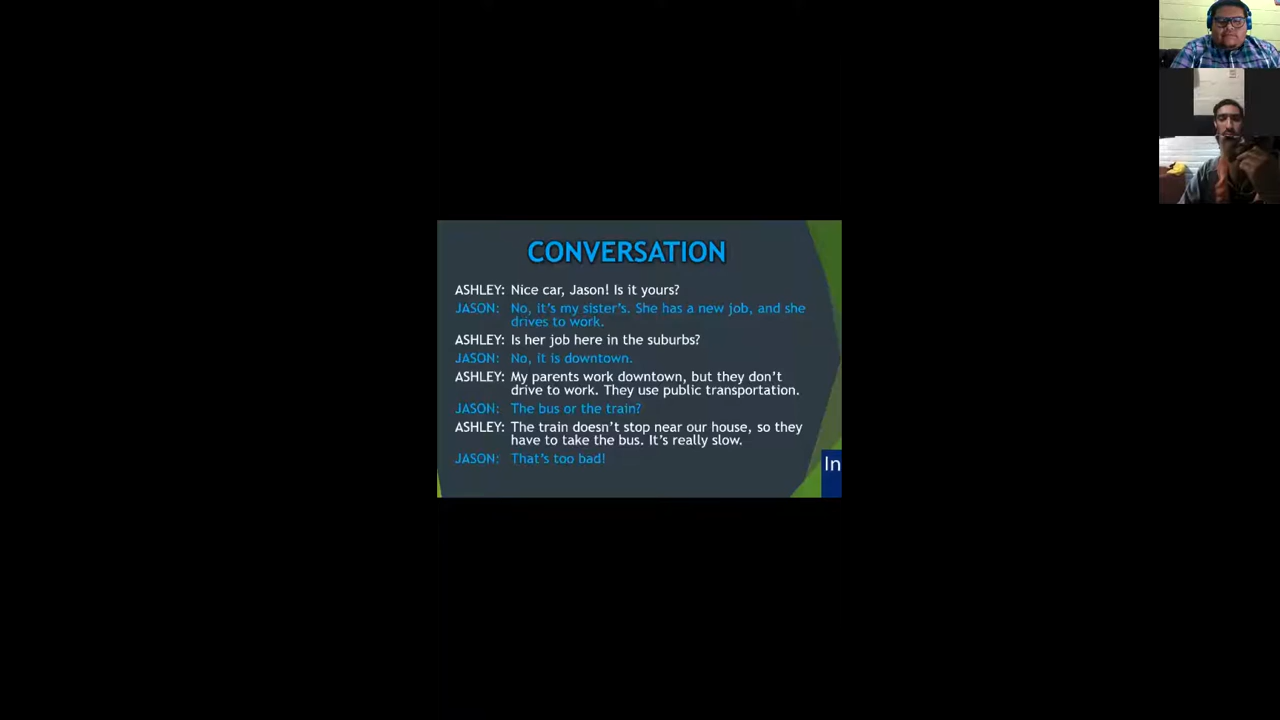 CONVERSATION
ASHLEY: Nice car, Jason! Is it yours?
JASON: No, it's my sister's. She has a new job, and she
drives to work.
ASHLEY: Is her job here in the suburbs?
JASON: No, it is downtown.
ASHLEY: My parents work downtown, but they don't
drive to work. They use public transportation.
JASON: The bus or the train?
ASHLEY: The train doesn't stop near our house, so they
have to take the bus. It's really slow.
In
JASON: That's too bad!